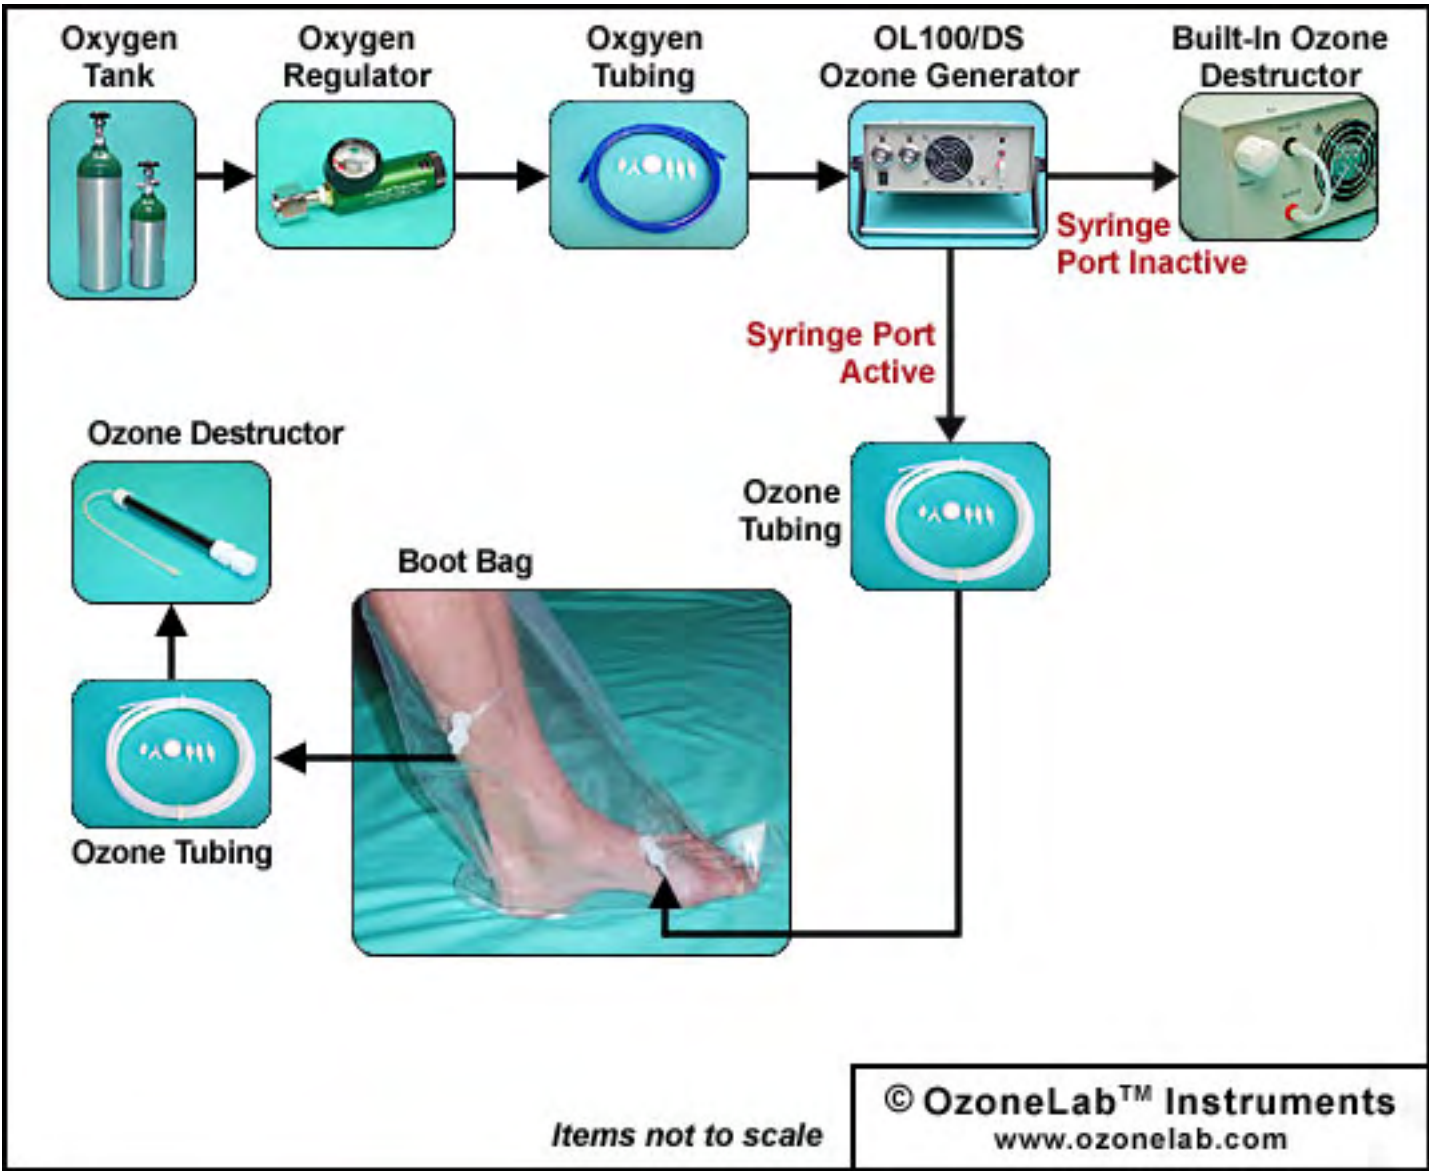 Oxygen
Tank
Oxygen
Regulator
Oxgyen
Tubing
OL100/DS
Ozone Generator
Built-In Ozone
Destructor
Syringe
Port Inactive
Syringe Port
Active
Ozone Destructor
Ozone
Tubing
Boot Bag
Ozone Tubing
Items not to scale
© OzoneLab™ Instruments
www.ozonelab.com